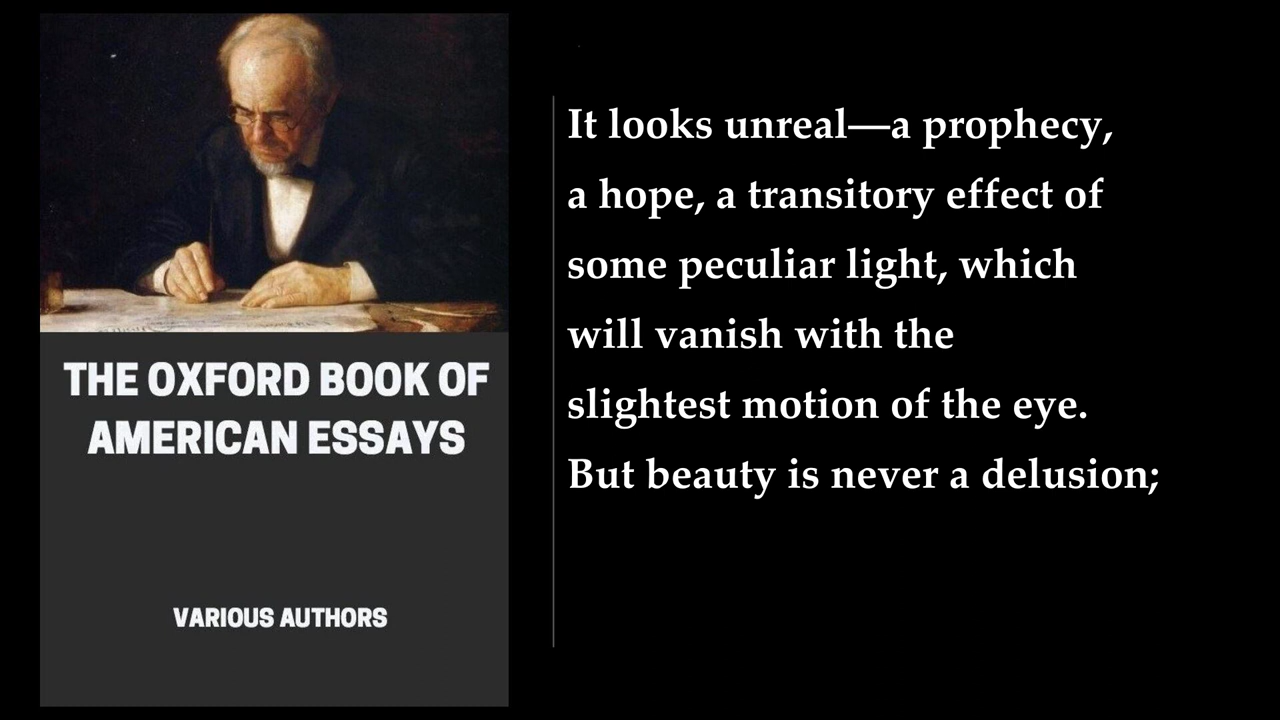 THE OXFORD BOOK OF
AMERICAN ESSAYS
VARIOUS AUTHORS
It looks unreal—a prophecy,
a hope, a transitory effect of
some peculiar light, which
will vanish with the
slightest motion of the eye.
But beauty is never a delusion;